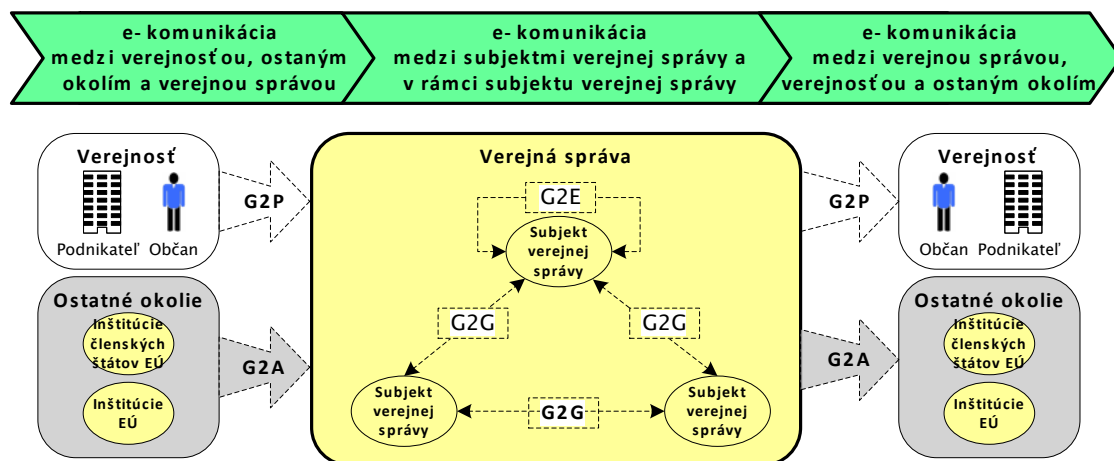 e- komunikácia
medzi verejnosťou, ostaným
okolím a verejnou správou
e- komunikácia
medzi subjektmi verejnej správy a
v rámci subjektu verejnej správy
e- komunikácia
medzi verejnou správou,
verejnosťou a ostaným okolím
Verejnosť
Podnikateľ Občan
G2P
Ostatné okolie
Inštitúcie
členských
štátov EÚ
Inštitúcie
EÚ
G2A
Verejná správa
G2E
Subjekt
verejnej
správy
G2G
G2G
Subjekt
verejnej
správy
G2G
Subjekt
verejnej
správy
G2P
Verejnosť
Občan Podnikateľ
G2A
Ostatné okolie
Inštitúcie
členských
štátov EÚ
Inštitúcie
EÚ